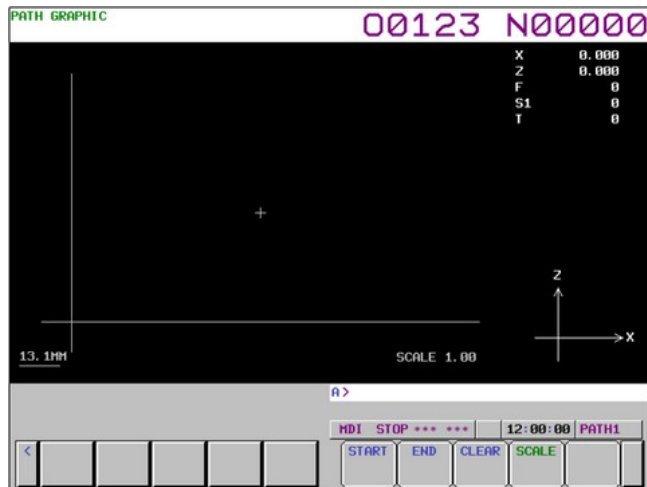 PATH GRAPHIC O0123 N00000
X 0.000
Z 0.000
F 0
S1 0
T 0
Z
X
13.1MM
SCALE 1.00
A>
MDI STOP *** *** 12:00:00 PATH1
< START END CLEAR SCALE